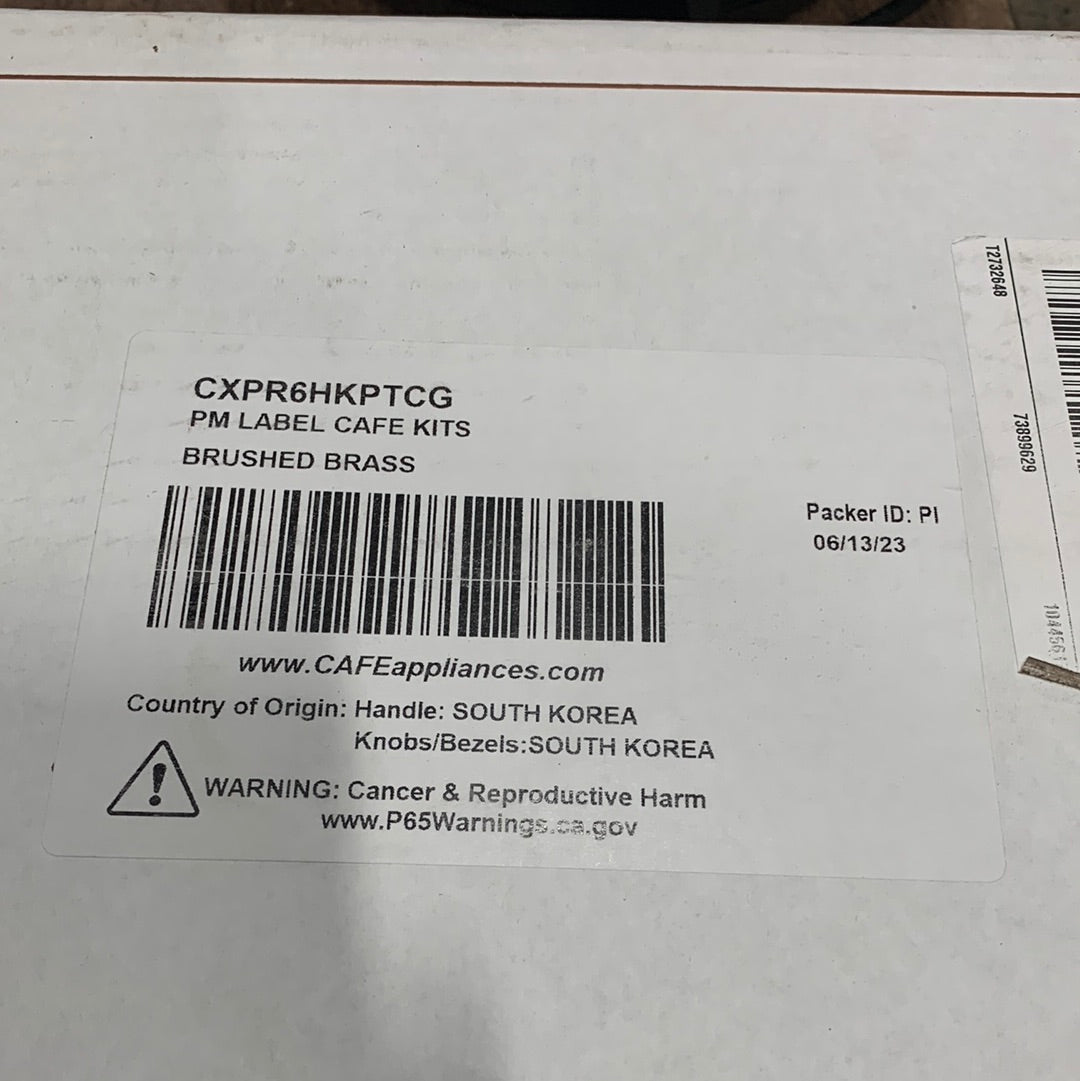 CXPR6HKPTCG
PM LABEL CAFE KITS
BRUSHED BRASS
Packer ID: PI
06/13/23
www.CAFEappliances.com
Country of Origin: Handle: SOUTH KOREA
Knobs/Bezels:SOUTH KOREA
WARNING: Cancer & Reproductive Harm
www.P65Warnings.ca.gov
T2732648
73899629